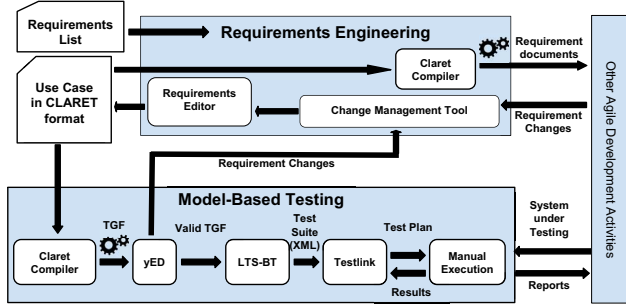 Requirements
List
Requirements Engineering
Claret
Compiler
Requirement
documents
Use Case
in CLARET
format
Requirements
Editor
Change Management Tool
Requirement
Changes
Other Agile Development Activities
Requirement Changes
Model-Based Testing
TGF
Valid TGF
Test
Suite
(XML)
Test Plan
System
under
Testing
Claret
Compiler
yED
LTS-BT
Testlink
Manual
Execution
Results
Reports